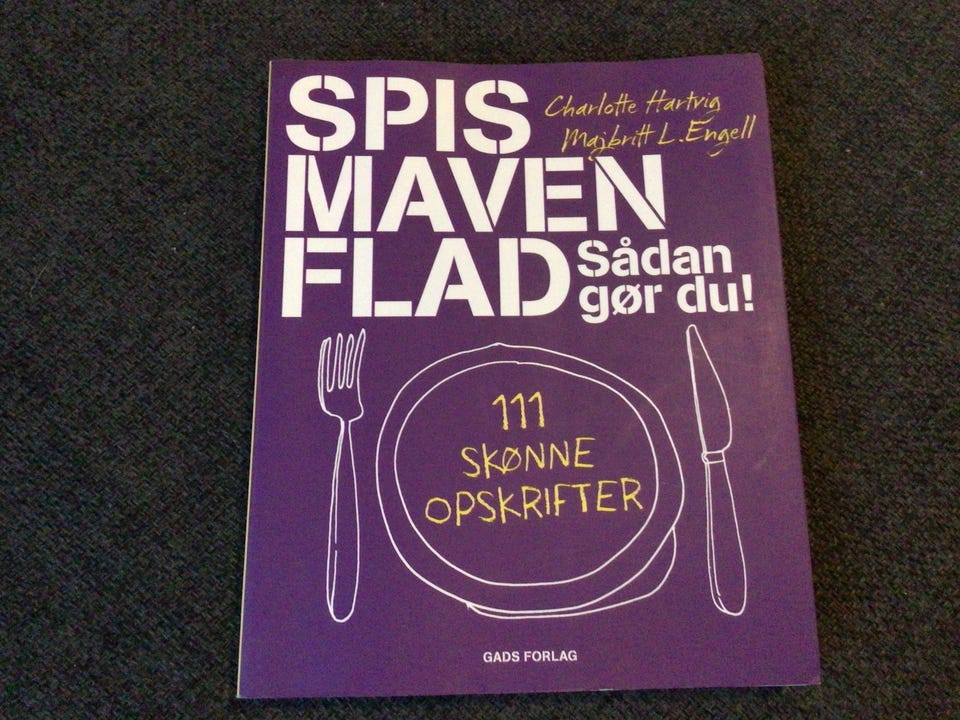 SPIS
Charlotte Hartvig
Majbritt L. Engell
MAVEN
FLAD
Sådan
gør du!
111
SKØNNE
OPSKRIFTER
GADS FORLAG